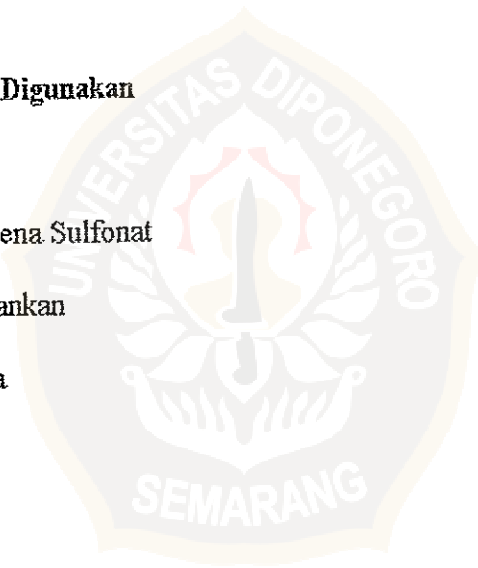 Digunakan
ena Sulfonat
ankan
a
UNIVERSITAS DIPONEGORO
SEMARANG